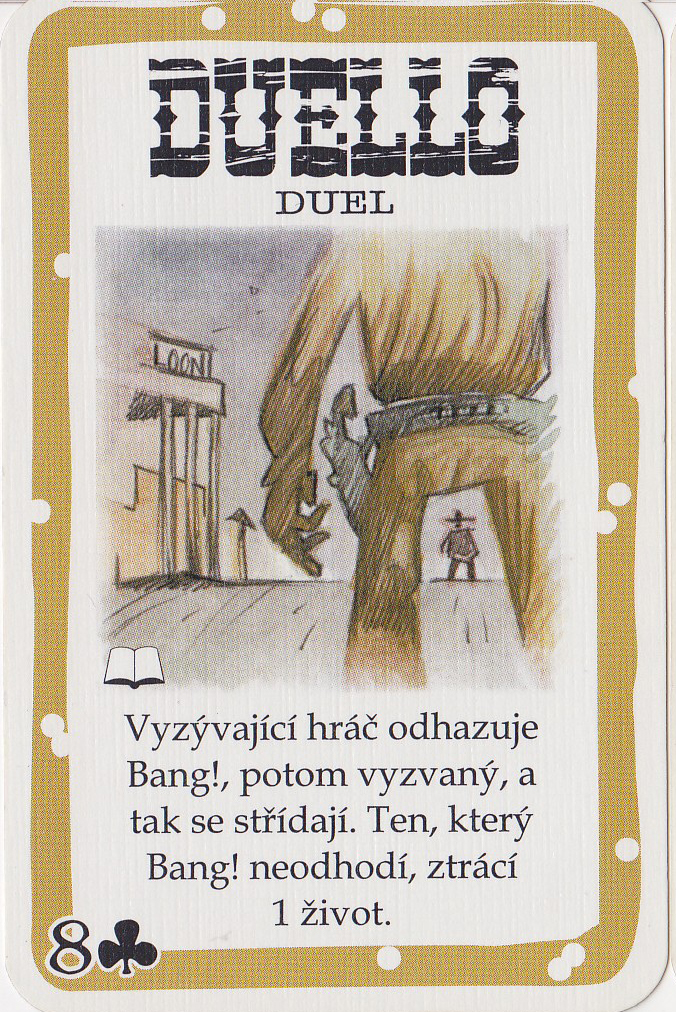 DUELLO
DUEL
LOON
Vyzývající hráč odhazuje
Bang!, potom vyzvaný, a
tak se střídají. Ten, který
Bang! neodhodí, ztrácí
1 život.
8♣